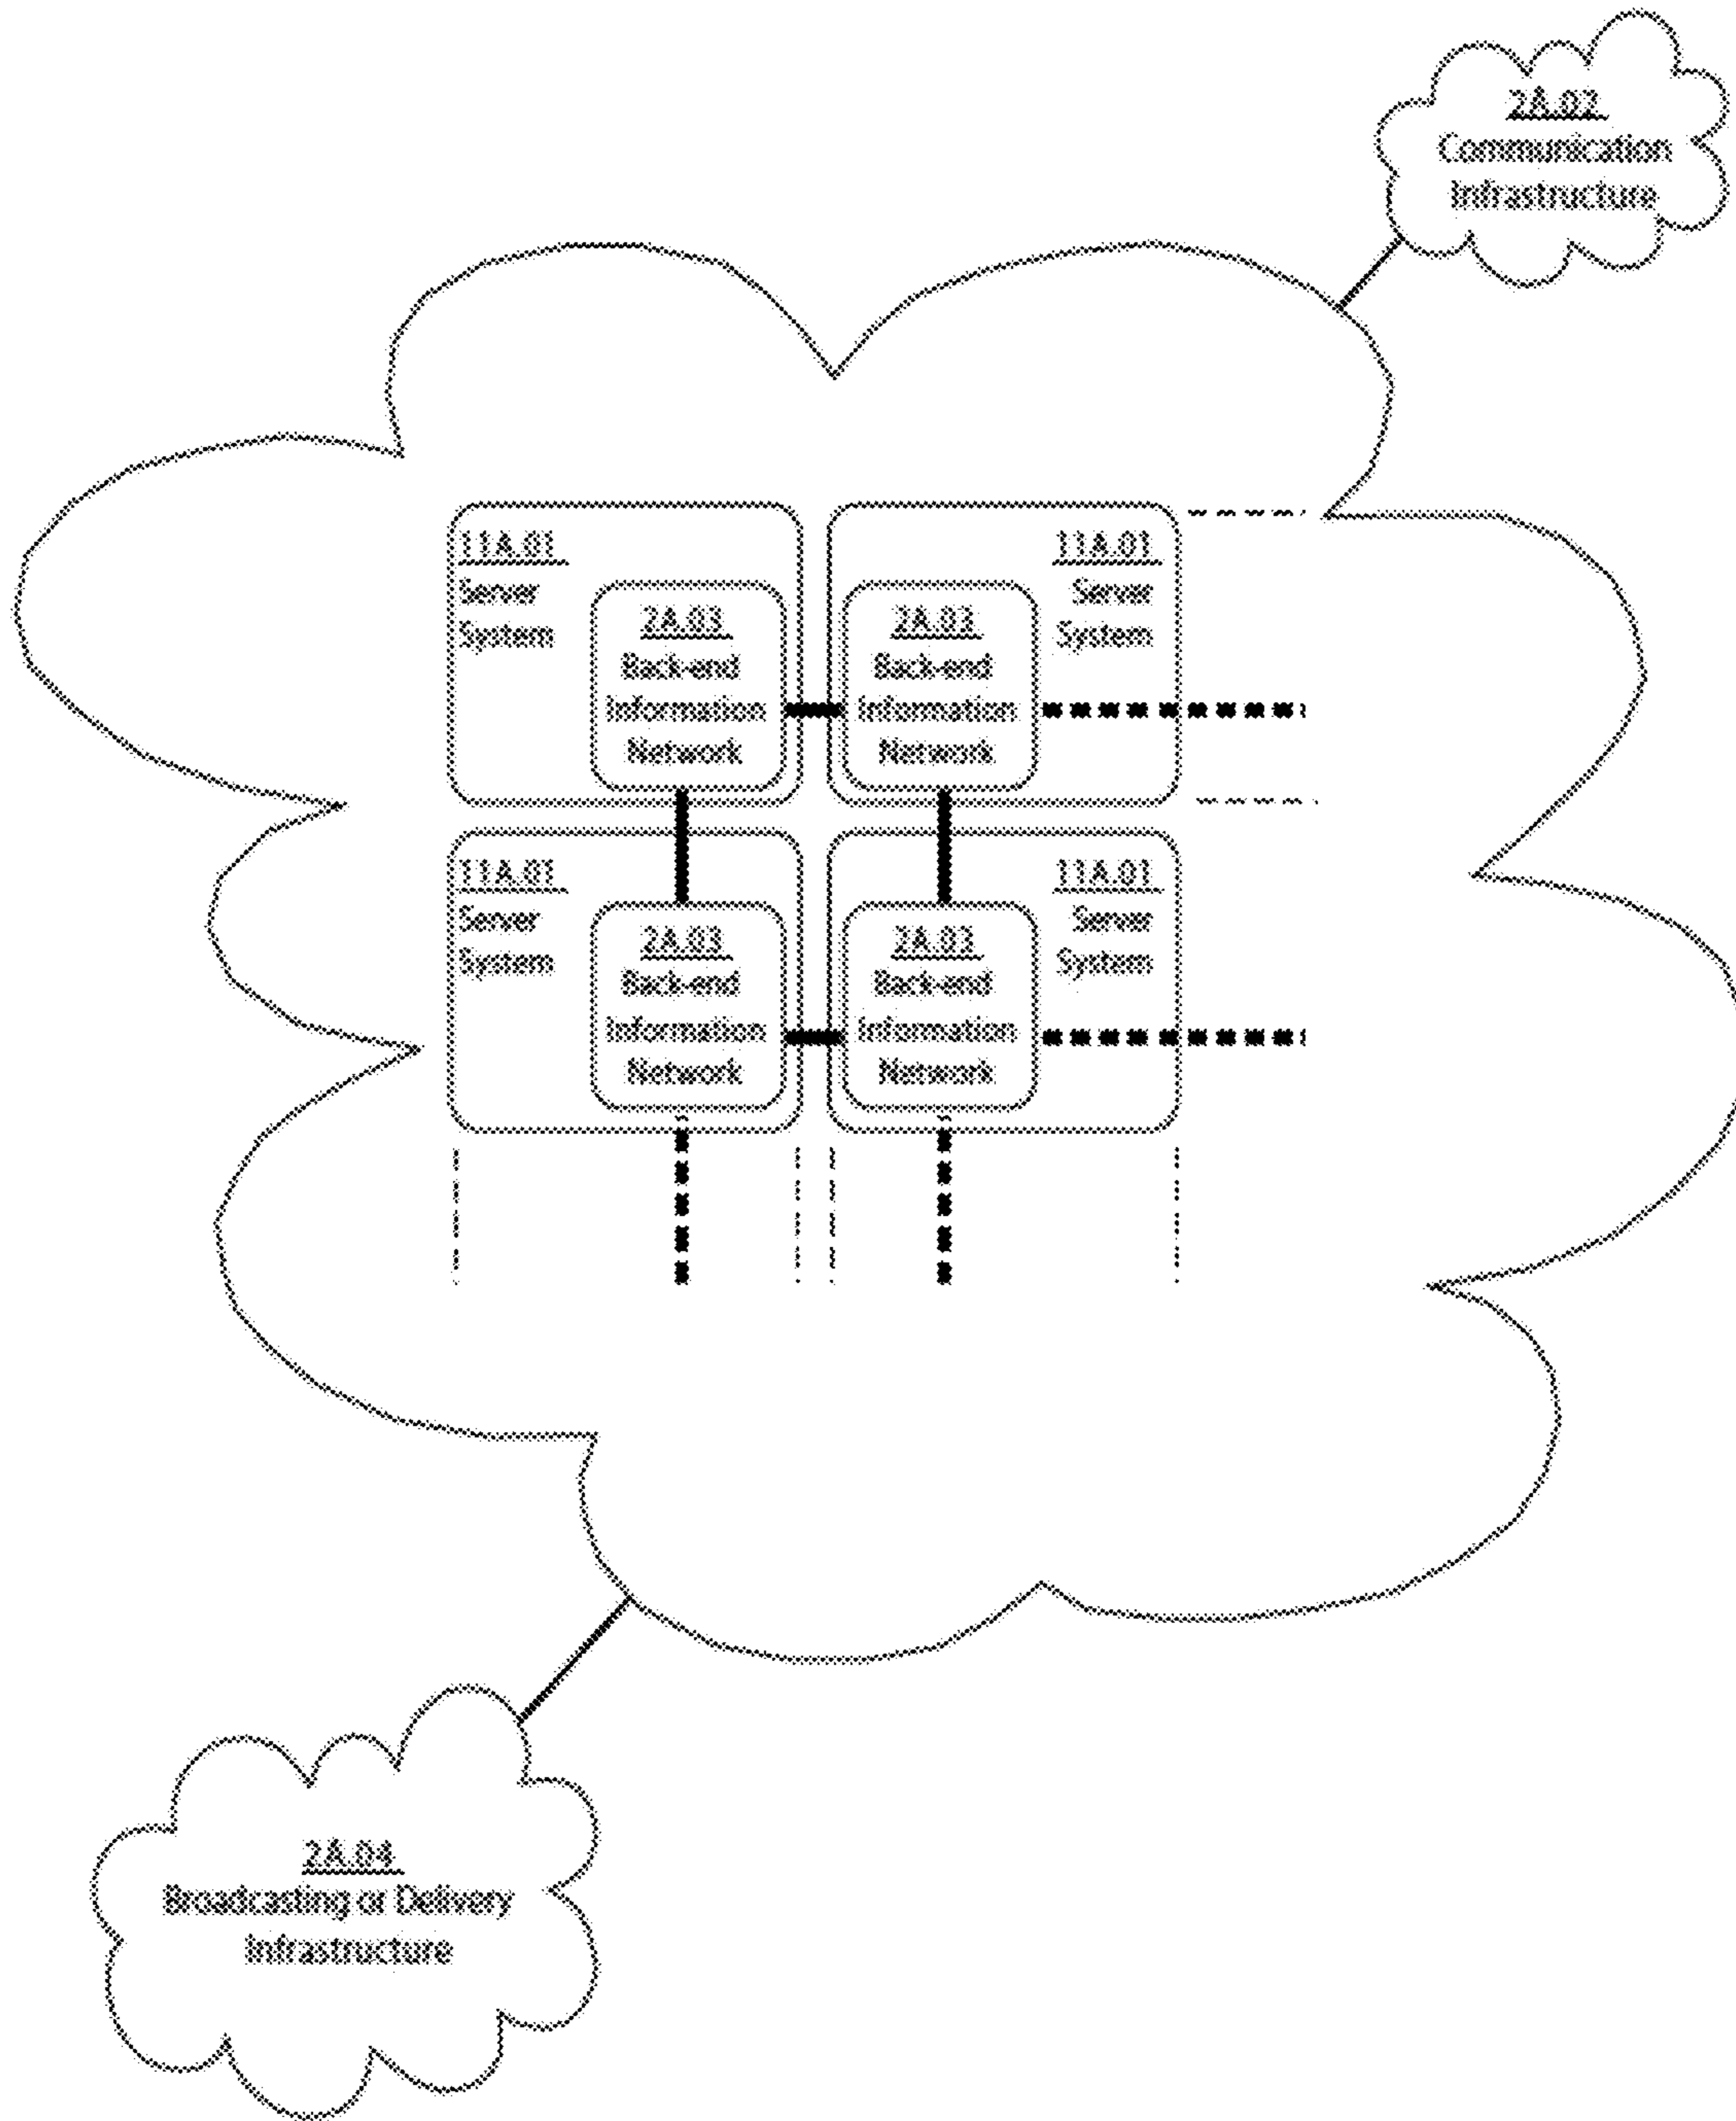 2A.02
Communication
Infrastructure
11A.01
Server
System
2A.03
Back-end
Information
Network
2A.03
Back-end
Information
Network
11A.01
Server
System
11A.01
Server
System
2A.03
Back-end
Information
Network
2A.03
Back-end
Information
Network
11A.01
Server
System
2A.04
Broadcasting or Delivery
Infrastructure